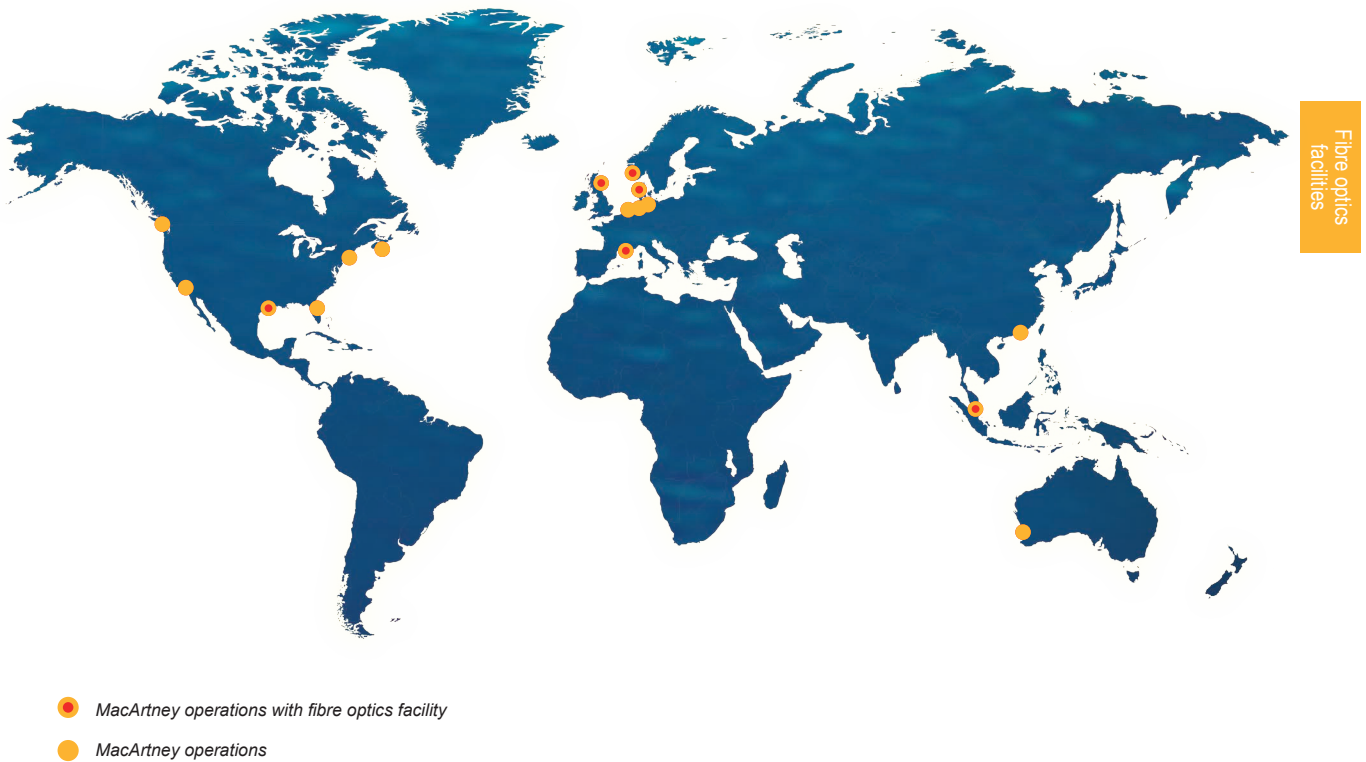 Fibre optics
facilities
MacArtney operations with fibre optics facility
MacArtney operations